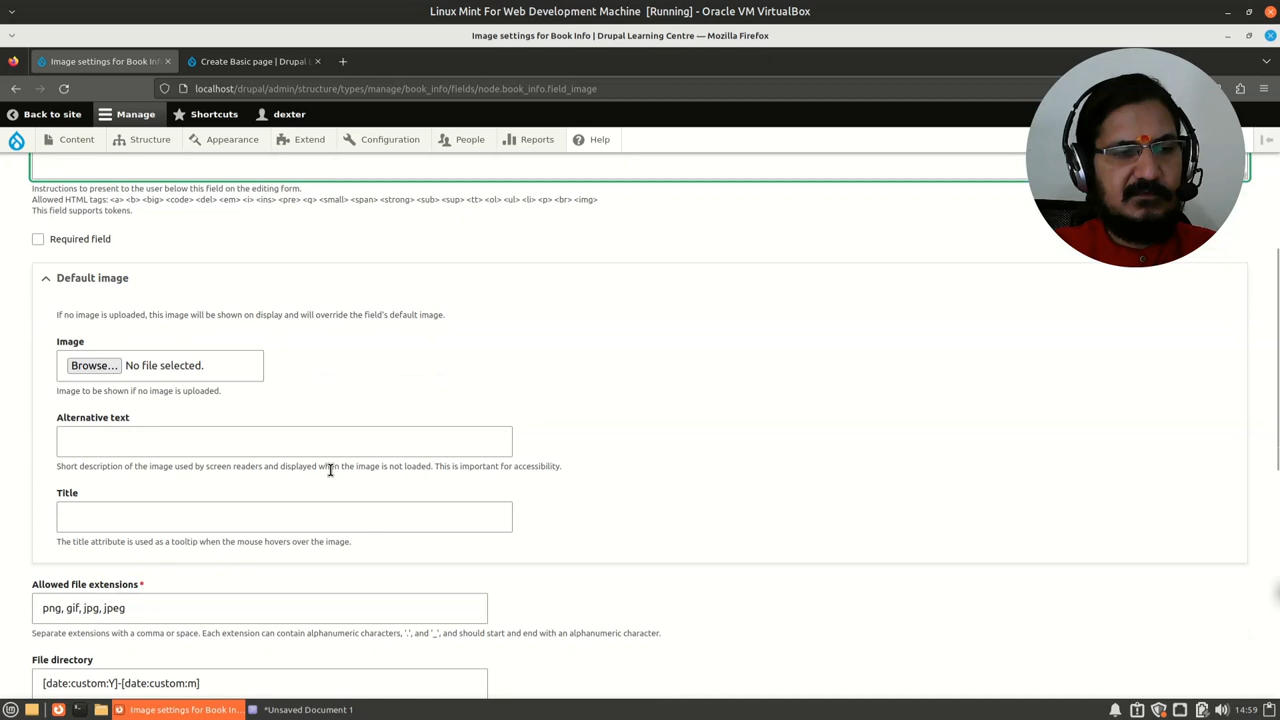 Linux Mint For Web Development Machine [Running] - Oracle VM VirtualBox
Image settings for Book Info | Drupal Learning Centre — Mozilla Firefox
Image settings for Book Inf
Create Basic page | Drupal
localhost/drupal/admin/structure/types/manage/book_info/fields/node.book_info.field_image
Back to site Manage Shortcuts dexter
Content Structure Appearance Extend Configuration People Reports Help
Instructions to present to the user below this field on the editing form.
Allowed HTML tags: <a> <b> <big> <code> <del> <em> <i> <ins> <pre> <q> <small> <span> <strong> <sub> <sup> <tt> <ol> <ul> <li> <p> <br> <img>
This field supports tokens.
Required field
Default image
If no image is uploaded, this image will be shown on display and will override the field's default image.
Image
Browse... No file selected.
Image to be shown if no image is uploaded.
Alternative text
Short description of the image used by screen readers and displayed when the image is not loaded. This is important for accessibility.
Title
The title attribute is used as a tooltip when the mouse hovers over the image.
Allowed file extensions*
png, gif, jpg, jpeg
Separate extensions with a comma or space. Each extension can contain alphanumeric characters, '.', and '_', and should start and end with an alphanumeric character.
File directory
[date:custom:Y]-[date:custom:m]
Image settings for Book In... *Unsaved Document 1 14:59